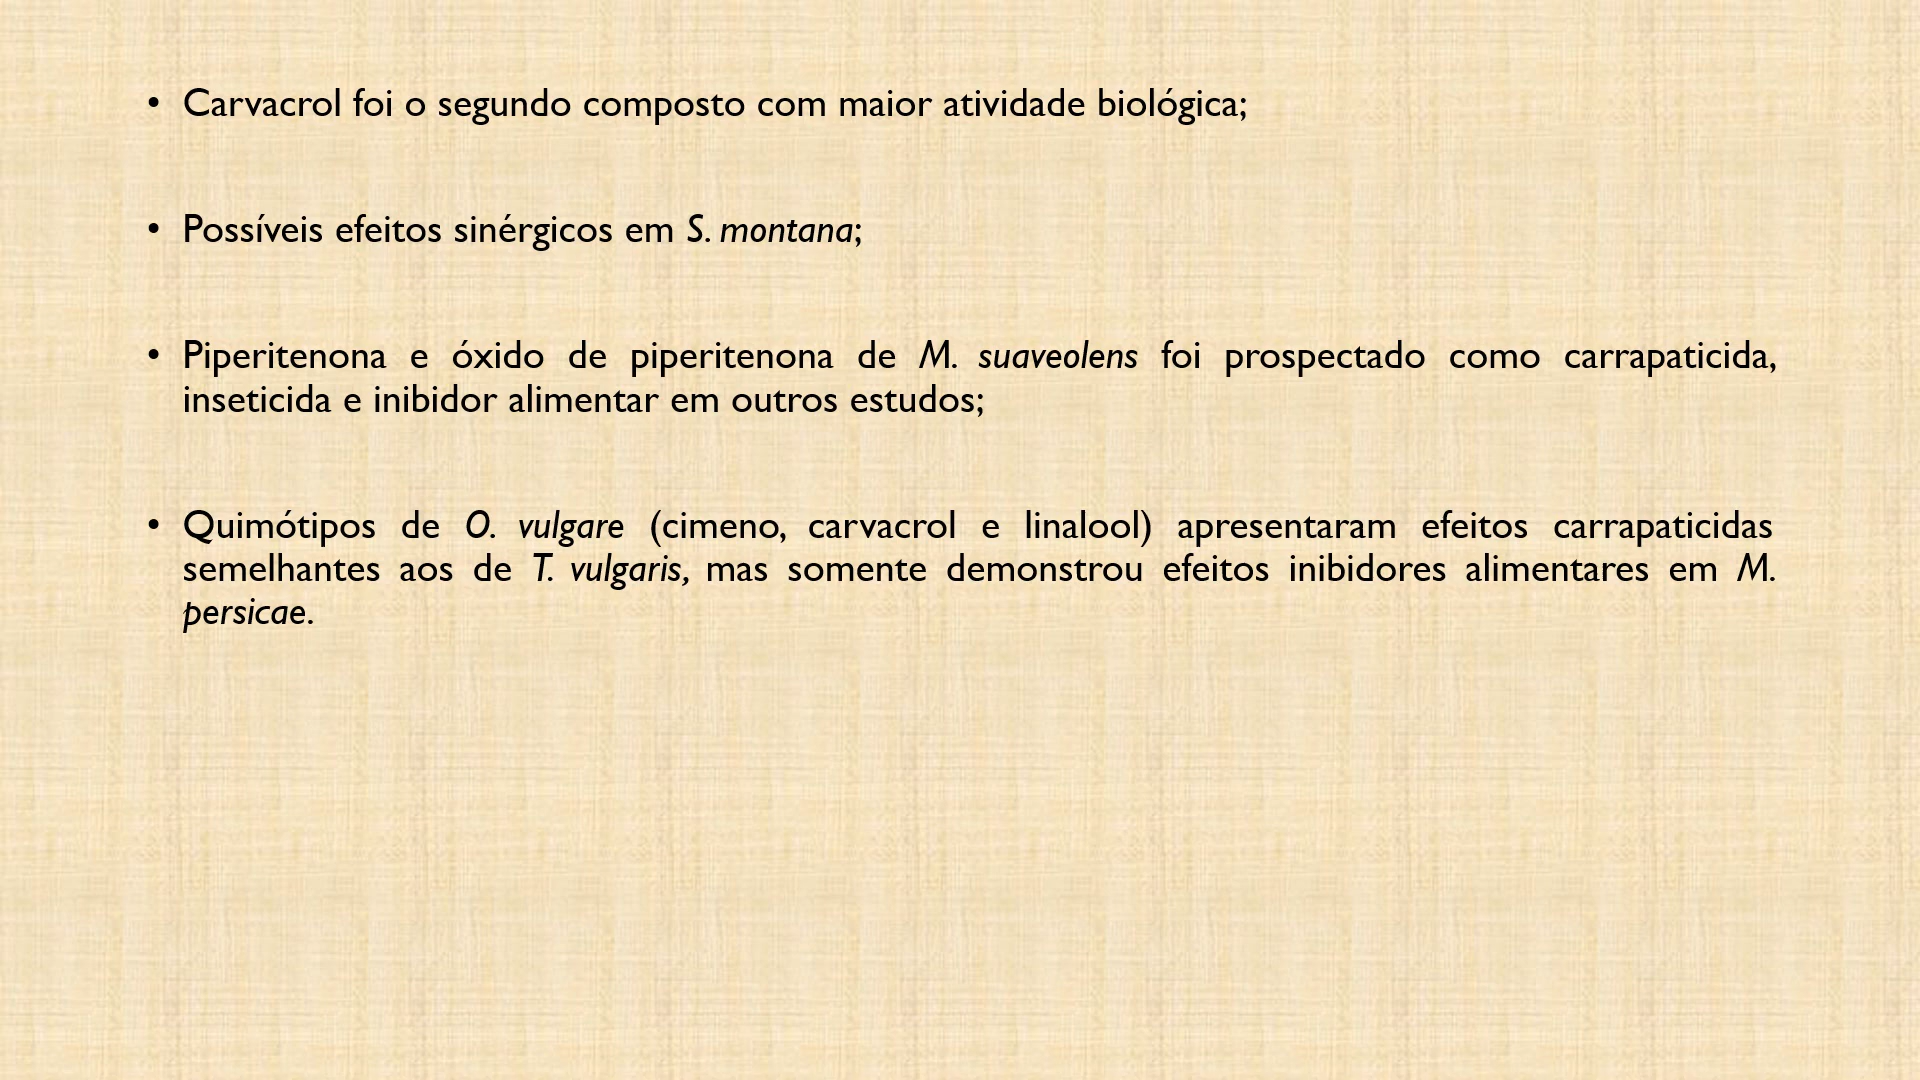 • Carvacrol foi o segundo composto com maior atividade biológica;
• Possíveis efeitos sinérgicos em S. montana;
• Piperitenona e óxido de piperitenona de M. suaveolens foi prospectado como carrapaticida,
inseticida e inibidor alimentar em outros estudos;
• Quimótipos de O. vulgare (cimeno, carvacrol e linalool) apresentaram efeitos carrapaticidas
semelhantes aos de T. vulgaris, mas somente demonstrou efeitos inibidores alimentares em M.
persicae.